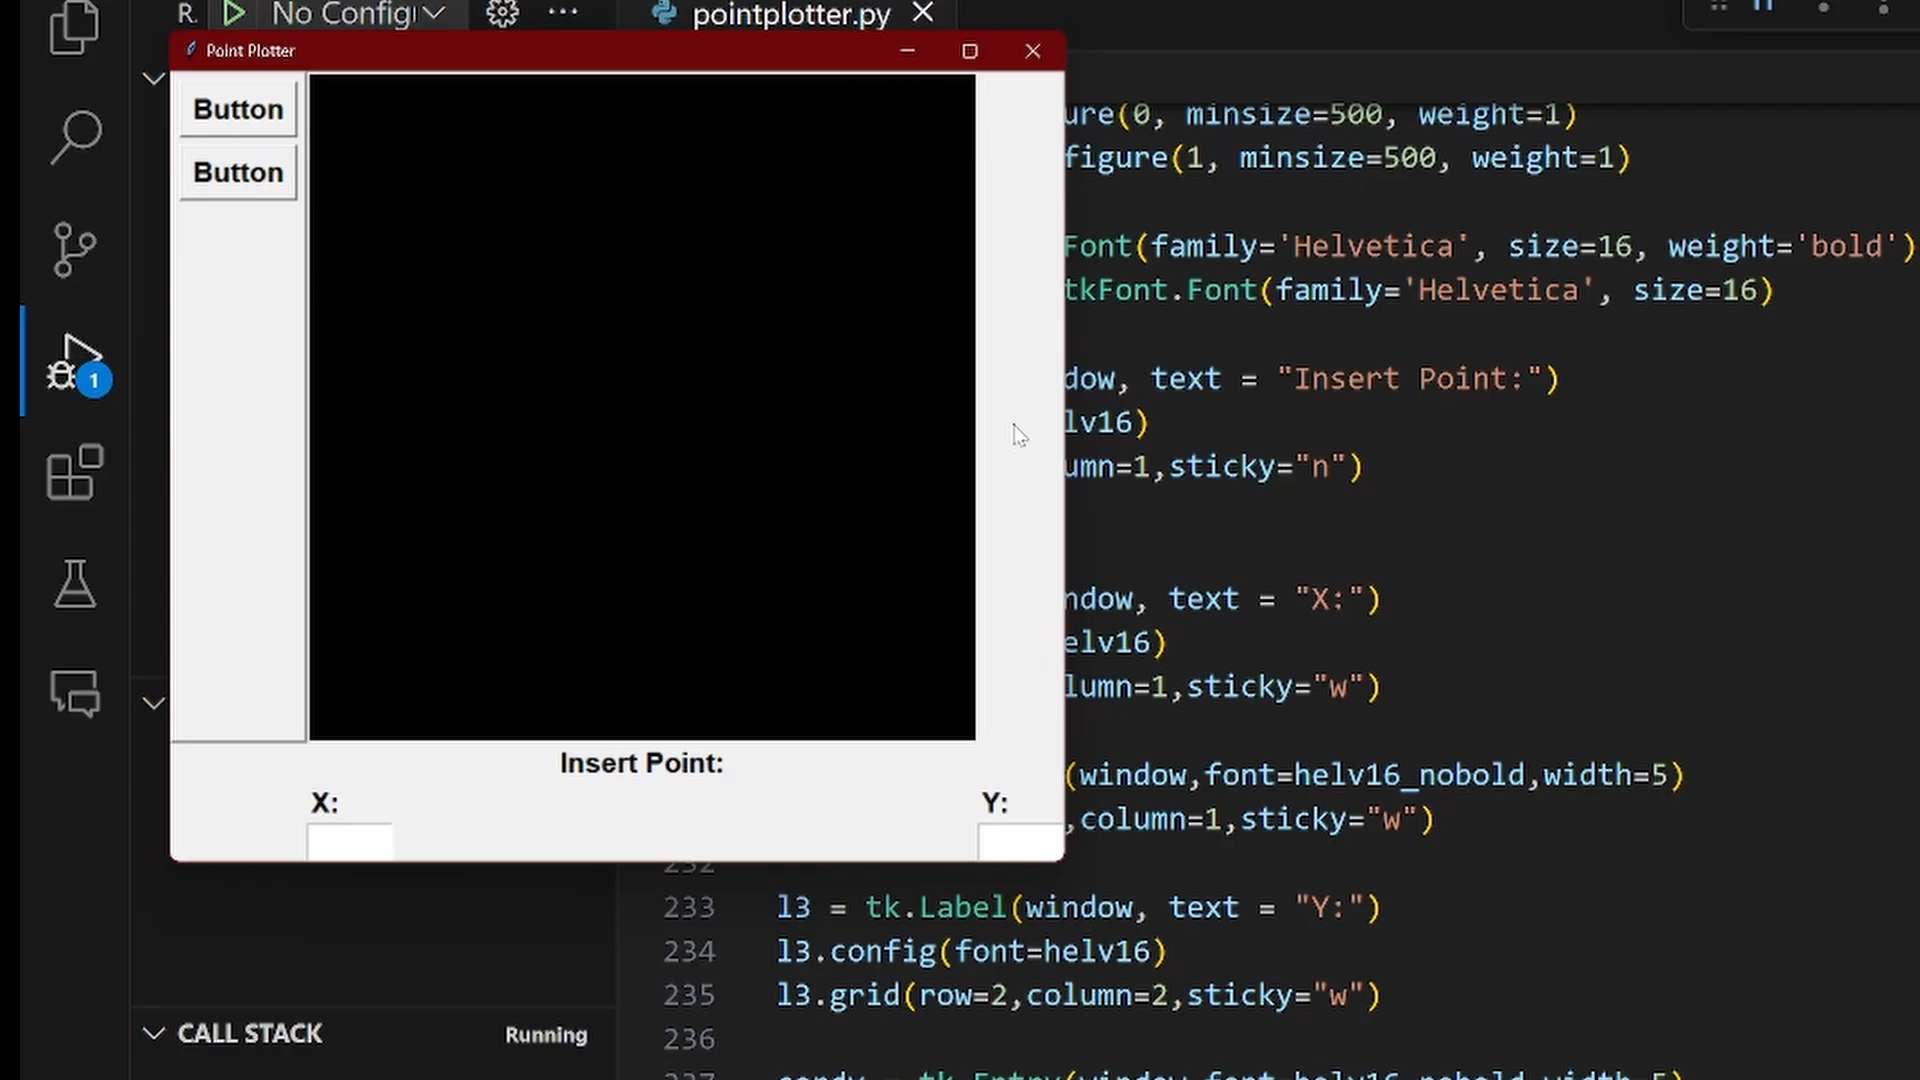 R.
No Config
pointplotter.py
Point Plotter
Button
Button
Insert Point:
X:
Y:
ure(0, minsize=500, weight=1)
figure(1, minsize=500, weight=1)
Font(family='Helvetica', size=16, weight='bold')
tkFont.Font(family='Helvetica', size=16)
dow, text = "Insert Point:")
lv16)
umn=1,sticky="n")
ndow, text = "X:")
elv16)
lumn=1,sticky="w")
(window,font=helv16_nobold,width=5)
,column=1,sticky="w")
232
233 l3 = tk.Label(window, text = "Y:")
234 l3.config(font=helv16)
235 l3.grid(row=2,column=2,sticky="w")
236
1
CALL STACK
Running